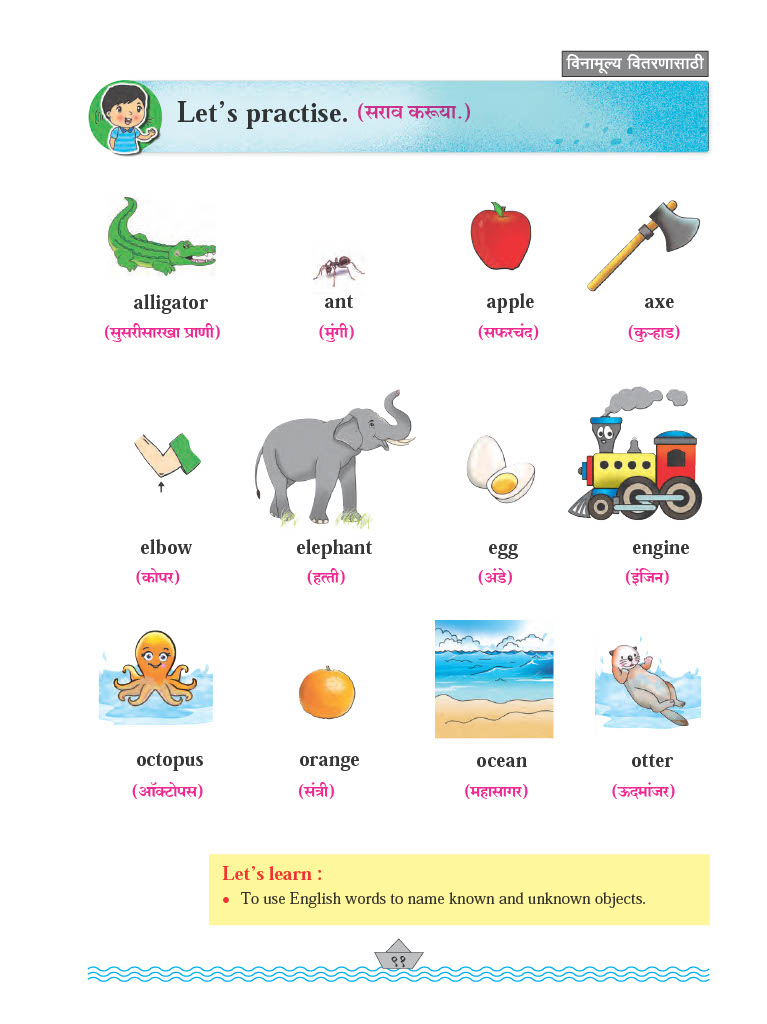 विनामूल्य वितरणासाठी
Let's practise. (सराव करूया.)
alligator ant apple axe
(सुसरीसारखा प्राणी) (मुंगी) (सफरचंद) (कुऱ्हाड)
elbow elephant egg engine
(कोपर) (हत्ती) (अंडे) (इंजिन)
octopus orange ocean otter
(ऑक्टोपस) (संत्री) (महासागर) (ऊदमांजर)
Let's learn :
• To use English words to name known and unknown objects.
११